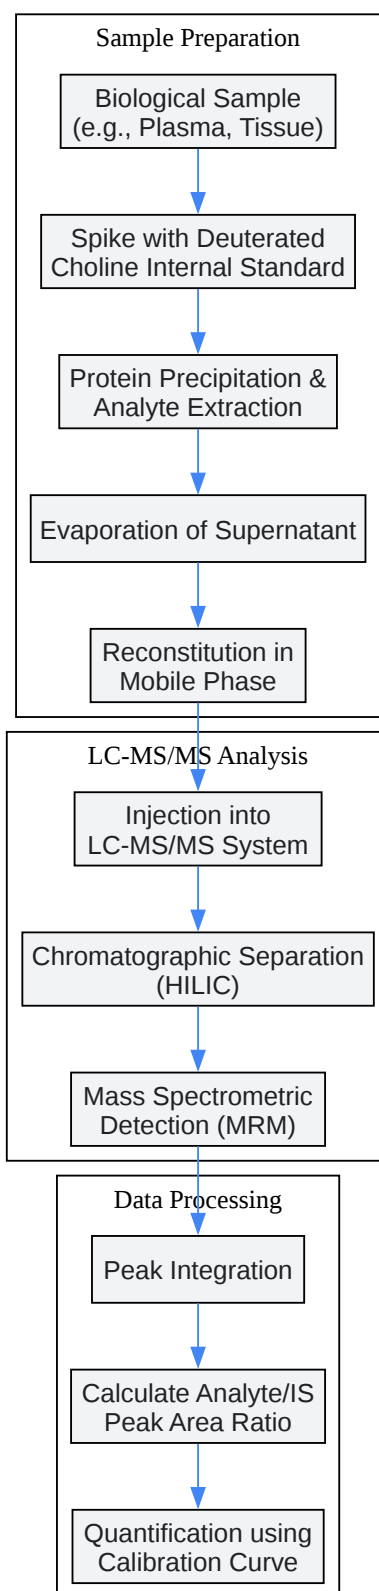 Sample Preparation
Biological Sample
(e.g., Plasma, Tissue)
Spike with Deuterated
Choline Internal Standard
Protein Precipitation &
Analyte Extraction
Evaporation of Supernatant
Reconstitution in
Mobile Phase
LC-MS/MS Analysis
Injection into
LC-MS/MS System
Chromatographic Separation
(HILIC)
Mass Spectrometric
Detection (MRM)
Data Processing
Peak Integration
Calculate Analyte/IS
Peak Area Ratio
Quantification using
Calibration Curve